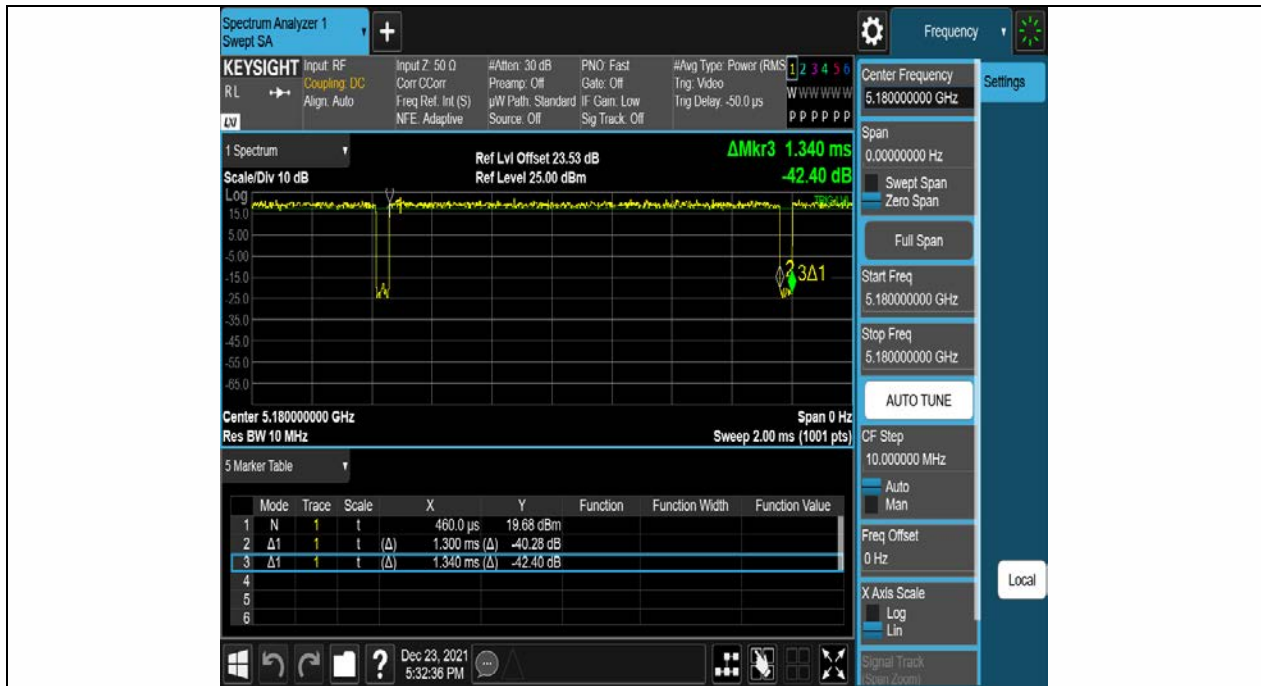 Spectrum Analyzer 1
Swept SA
+
Frequency
KEYSIGHT
RL
LXI
Input: RF
Coupling: DC
Align: Auto
Input Z: 50 Ω
Corr CCorr
Freq Ref: Int (S)
NFE: Adaptive
#Atten: 30 dB
Preamp: Off
µW Path: Standard
Source: Off
PNO: Fast
Gate: Off
IF Gain: Low
Sig Track: Off
#Avg Type: Power (RMS
Trig: Video
Trig Delay: -50.0 µs
1 2 3 4 5 6
W W W W W W
P P P P P P
1 Spectrum
Scale/Div 10 dB
Ref Lvl Offset 23.53 dB
Ref Level 25.00 dBm
ΔMkr3 1.340 ms
-42.40 dB
Log
15.0
5.00
-5.00
-15.0
-25.0
-35.0
-45.0
-55.0
-65.0
3Δ1
Center 5.180000000 GHz
Res BW 10 MHz
Span 0 Hz
Sweep 2.00 ms (1001 pts)
5 Marker Table
Mode Trace Scale X Y Function Function Width Function Value
1 N 1 t 460.0 µs 19.68 dBm
2 Δ1 1 t (Δ) 1.300 ms (Δ) -40.28 dB
3 Δ1 1 t (Δ) 1.340 ms (Δ) -42.40 dB
4
5
6
?
Dec 23, 2021
5:32:36 PM
Center Frequency
5.180000000 GHz
Span
0.00000000 Hz
Swept Span
Zero Span
Full Span
Start Freq
5.180000000 GHz
Stop Freq
5.180000000 GHz
AUTO TUNE
CF Step
10.000000 MHz
Auto
Man
Freq Offset
0 Hz
X Axis Scale
Log
Lin
Signal Track
(Span Zoom)
Settings
Local